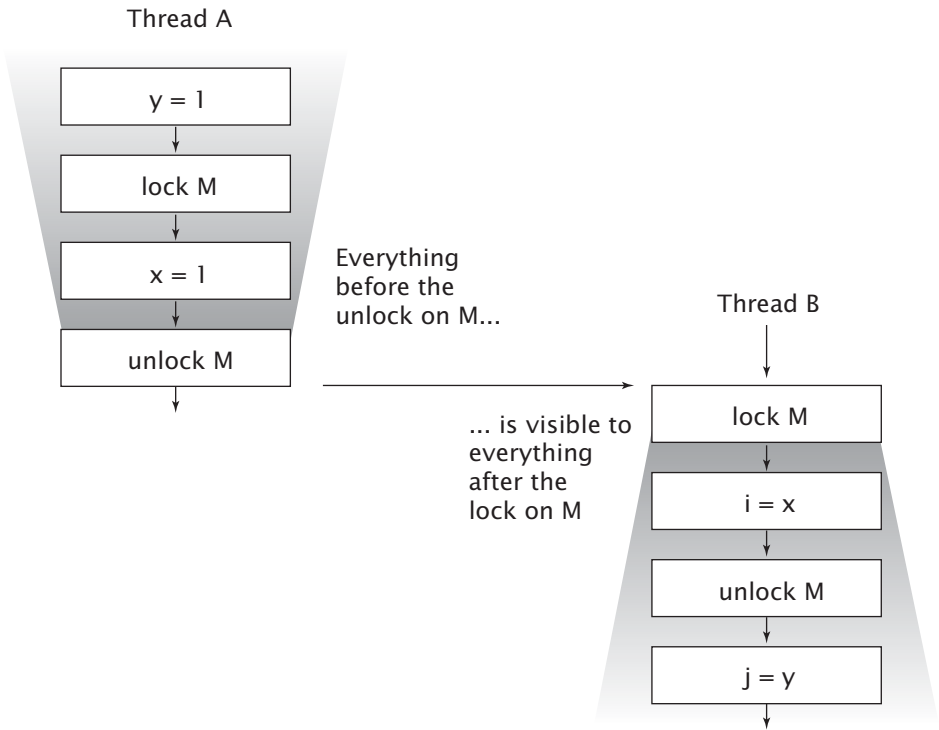 Thread A
y = 1
lock M
x = 1
unlock M
Everything
before the
unlock on M...
Thread B
... is visible to
everything
after the
lock on M
lock M
i = x
unlock M
j = y